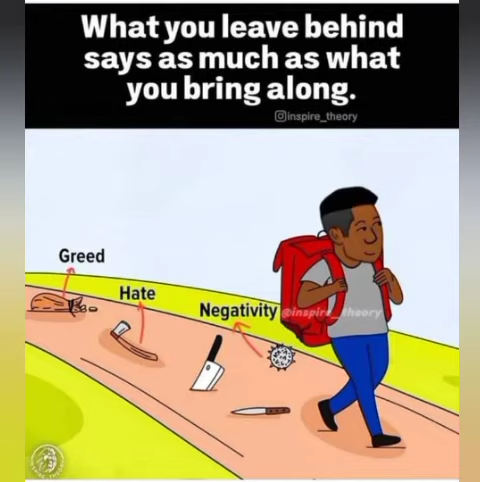 What you leave behind
says as much as what
you bring along.
inspire_theory
Greed
Hate
Negativity
@inspire_theory